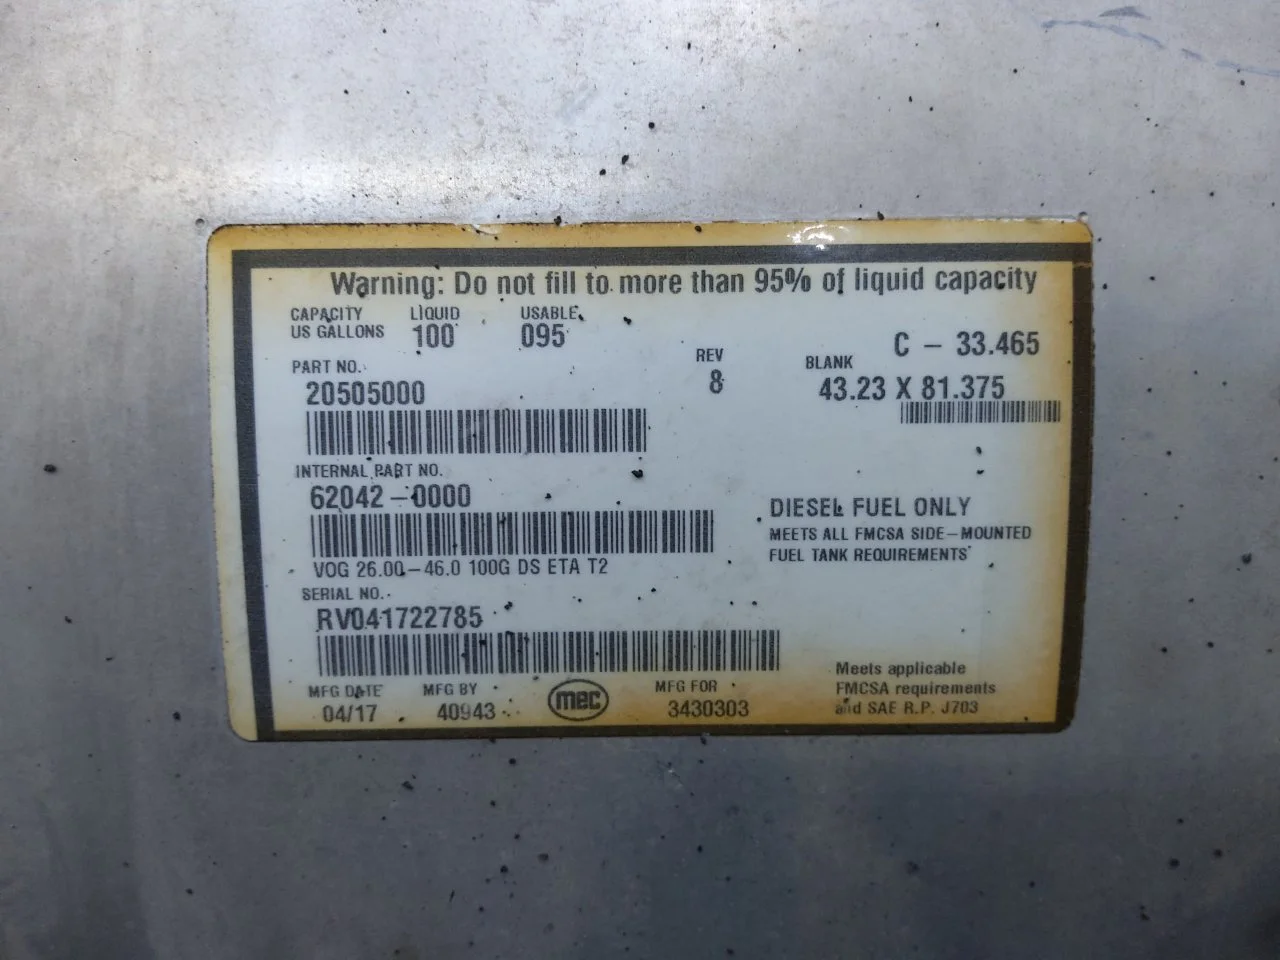 Warning: Do not fill to more than 95% of liquid capacity
CAPACITY LIQUID USABLE
US GALLONS 100 095
C - 33.465
PART NO. REV BLANK
20505000 8 43.23 X 81.375
INTERNAL PART NO.
62042-0000
DIESEL FUEL ONLY
MEETS ALL FMCSA SIDE-MOUNTED
FUEL TANK REQUIREMENTS
VOG 26.00-46.0 100G DS ETA T2
SERIAL NO.
RV041722785
MFG DATE MFG BY mec MFG FOR
04/17 40943 3430303
Meets applicable
FMCSA requirements
and SAE R.P. J703